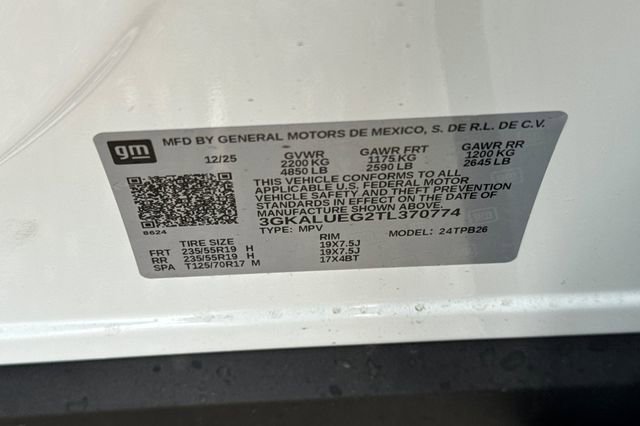 gm MFD BY GENERAL MOTORS DE MEXICO, S. DE R.L. DE C.V.
12/25 GVWR GAWR FRT GAWR RR
2200 KG 1175 KG 1200 KG
4850 LB 2590 LB 2645 LB
THIS VEHICLE CONFORMS TO ALL
APPLICABLE U.S. FEDERAL MOTOR
VEHICLE SAFETY AND THEFT PREVENTION
STANDARDS IN EFFECT ON THE DATE OF
MANUFACTURE SHOWN ABOVE.
3GKALUEG2TL370774
8624 TYPE: MPV MODEL: 24TPB26
TIRE SIZE RIM
FRT 235/55R19 H 19X7.5J
RR 235/55R19 H 19X7.5J
SPA T125/70R17 M 17X4BT